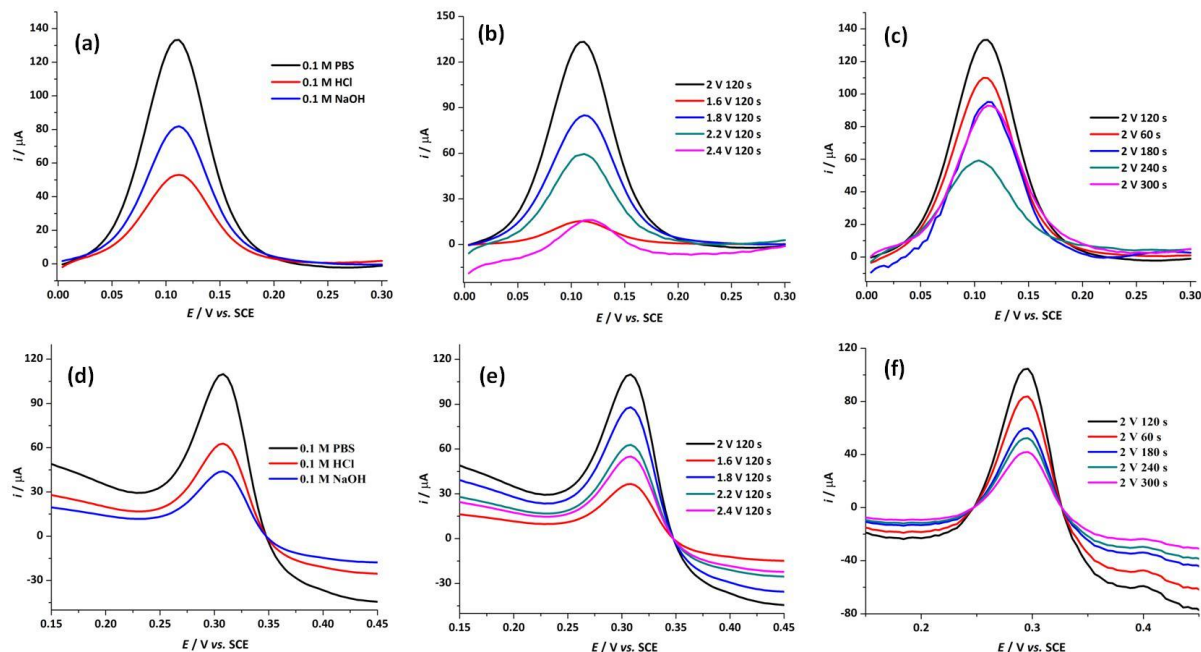 (a)
140
120
100
80
60
40
20
0
i / µA
0.1 M PBS
0.1 M HCl
0.1 M NaOH
0.00 0.05 0.10 0.15 0.20 0.25 0.30
E / V vs. SCE
(b)
150
120
90
60
30
0
-30
i / µA
2 V 120 s
1.6 V 120 s
1.8 V 120 s
2.2 V 120 s
2.4 V 120 s
0.00 0.05 0.10 0.15 0.20 0.25 0.30
E / V vs. SCE
(c)
140
120
100
80
60
40
20
0
-20
i / µA
2 V 120 s
2 V 60 s
2 V 180 s
2 V 240 s
2 V 300 s
0.00 0.05 0.10 0.15 0.20 0.25 0.30
E / V vs. SCE
(d)
120
90
60
30
0
-30
i / µA
0.1 M PBS
0.1 M HCl
0.1 M NaOH
0.15 0.20 0.25 0.30 0.35 0.40 0.45
E / V vs. SCE
(e)
120
90
60
30
0
-30
i / µA
2 V 120 s
1.6 V 120 s
1.8 V 120 s
2.2 V 120 s
2.4 V 120 s
0.15 0.20 0.25 0.30 0.35 0.40 0.45
E / V vs. SCE
(f)
120
80
40
0
-40
-80
i / µA
2 V 120 s
2 V 60 s
2 V 180 s
2 V 240 s
2 V 300 s
0.2 0.3 0.4
E / V vs. SCE